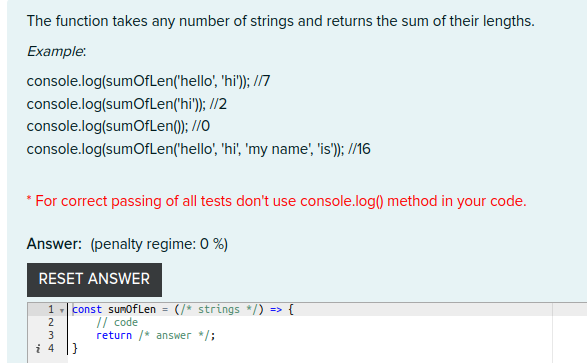 The function takes any number of strings and returns the sum of their lengths.
Example:
console.log(sumOfLen('hello', 'hi')); //7
console.log(sumOfLen('hi')); //2
console.log(sumOfLen()); //0
console.log(sumOfLen('hello', 'hi', 'my name', 'is')); //16
* For correct passing of all tests don't use console.log() method in your code.
Answer: (penalty regime: 0 %)
RESET ANSWER
1 const sumOfLen = (/* strings */) => {
2 // code
3 return /* answer */;
i 4 }